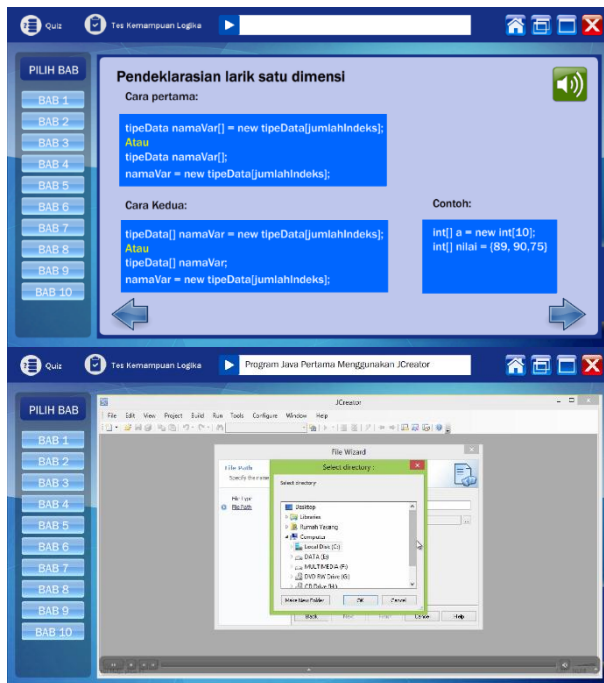 Quiz
Tes Kemampuan Logika
PILIH BAB
BAB 1
BAB 2
BAB 3
BAB 4
BAB 5
BAB 6
BAB 7
BAB 8
BAB 9
BAB 10
Pendeklarasian larik satu dimensi
Cara pertama:
tipeData namaVar[] = new tipeData[jumlahIndeks];
Atau
tipeData namaVar[];
namaVar = new tipeData[jumlahIndeks];
Cara Kedua:
tipeData[] namaVar = new tipeData[jumlahIndeks];
Atau
tipeData[] namaVar;
namaVar = new tipeData[jumlahIndeks];
Contoh:
int[] a = new int[10];
int[] nilai = {89, 90,75}
Quiz
Tes Kemampuan Logika
Program Java Pertama Menggunakan JCreator
PILIH BAB
BAB 1
BAB 2
BAB 3
BAB 4
BAB 5
BAB 6
BAB 7
BAB 8
BAB 9
BAB 10
JCreator
File Edit View Project Build Run Tools Configure Window Help
File Wizard
File Path
Specify the
File Type
File Path
Select directory :
Select directory
Desktop
Libraries
Computer
Local Disk (C:)
DATA (E:)
MULTIMEDIA (F:)
DVD RW Drive (G:)
CD Drive (H:)
Make New Folder
OK
Cancel
Back
Next
Finish
Cancel
Help